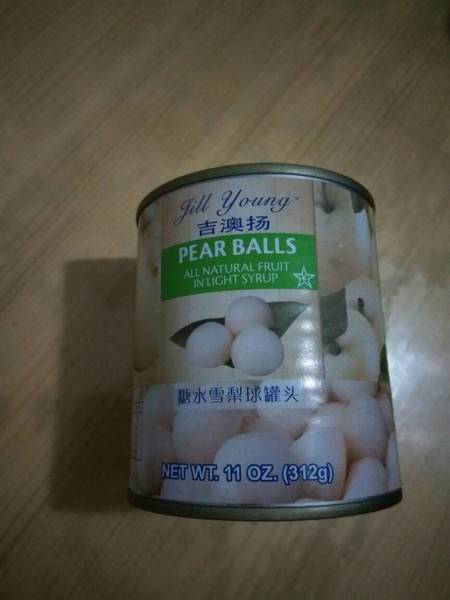 Jill Young™
吉澳扬
PEAR BALLS
ALL NATURAL FRUIT
IN LIGHT SYRUP
K
糖水雪梨球罐头
NET WT. 11 OZ. (312g)